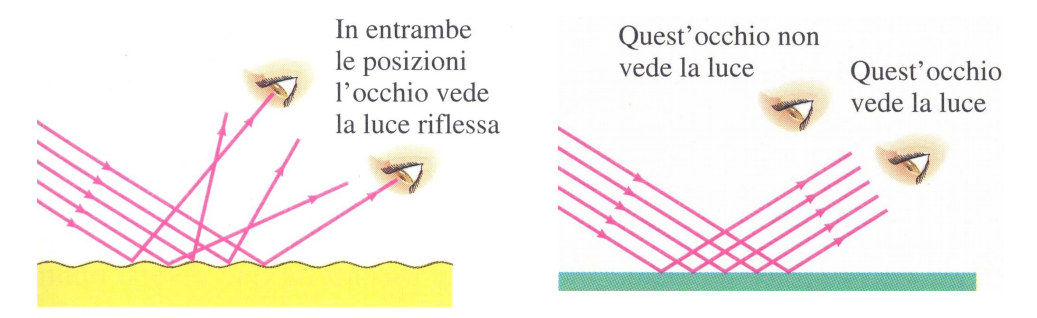 In entrambe
le posizioni
l'occhio vede
la luce riflessa
Quest'occhio non
vede la luce
Quest'occhio
vede la luce